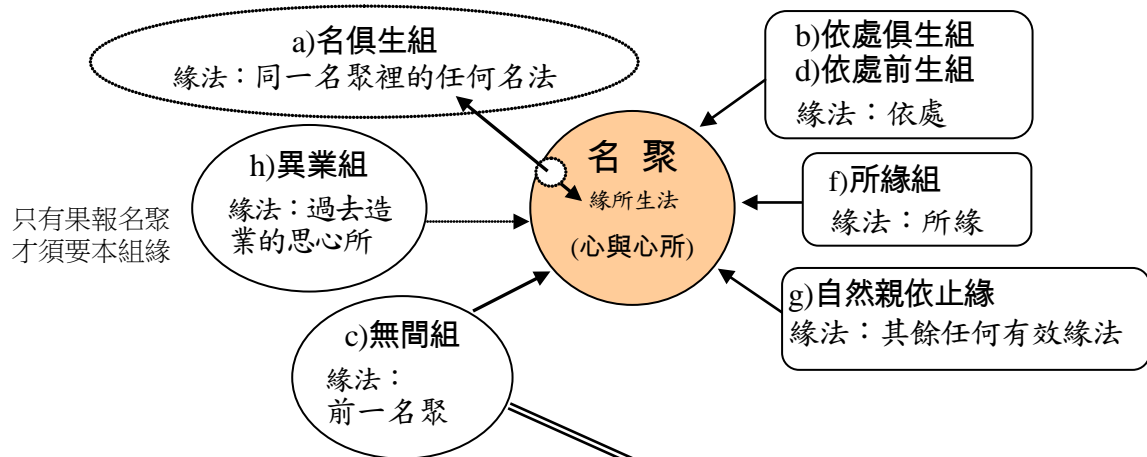 a)名俱生組
緣法：同一名聚裡的任何名法
b)依處俱生組
d)依處前生組
緣法：依處
h)異業組
緣法：過去造
業的思心所
只有果報名聚
才須要本組緣
名 聚
緣所生法
(心與心所)
f)所緣組
緣法：所緣
g)自然親依止緣
緣法：其餘任何有效緣法
c)無間組
緣法：
前一名聚